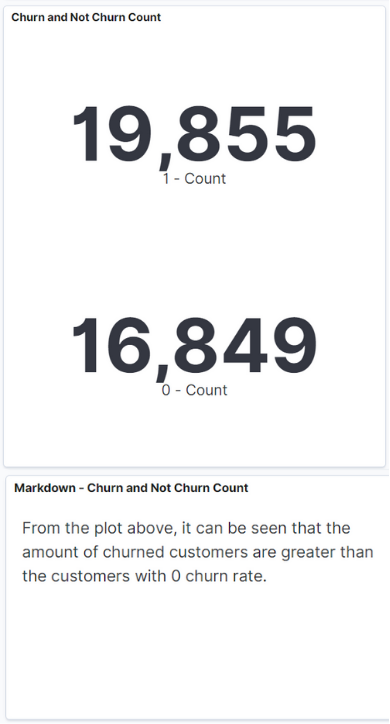 Churn and Not Churn Count
19,855
1 - Count
16,849
0 - Count
Markdown - Churn and Not Churn Count
From the plot above, it can be seen that the
amount of churned customers are greater than
the customers with 0 churn rate.